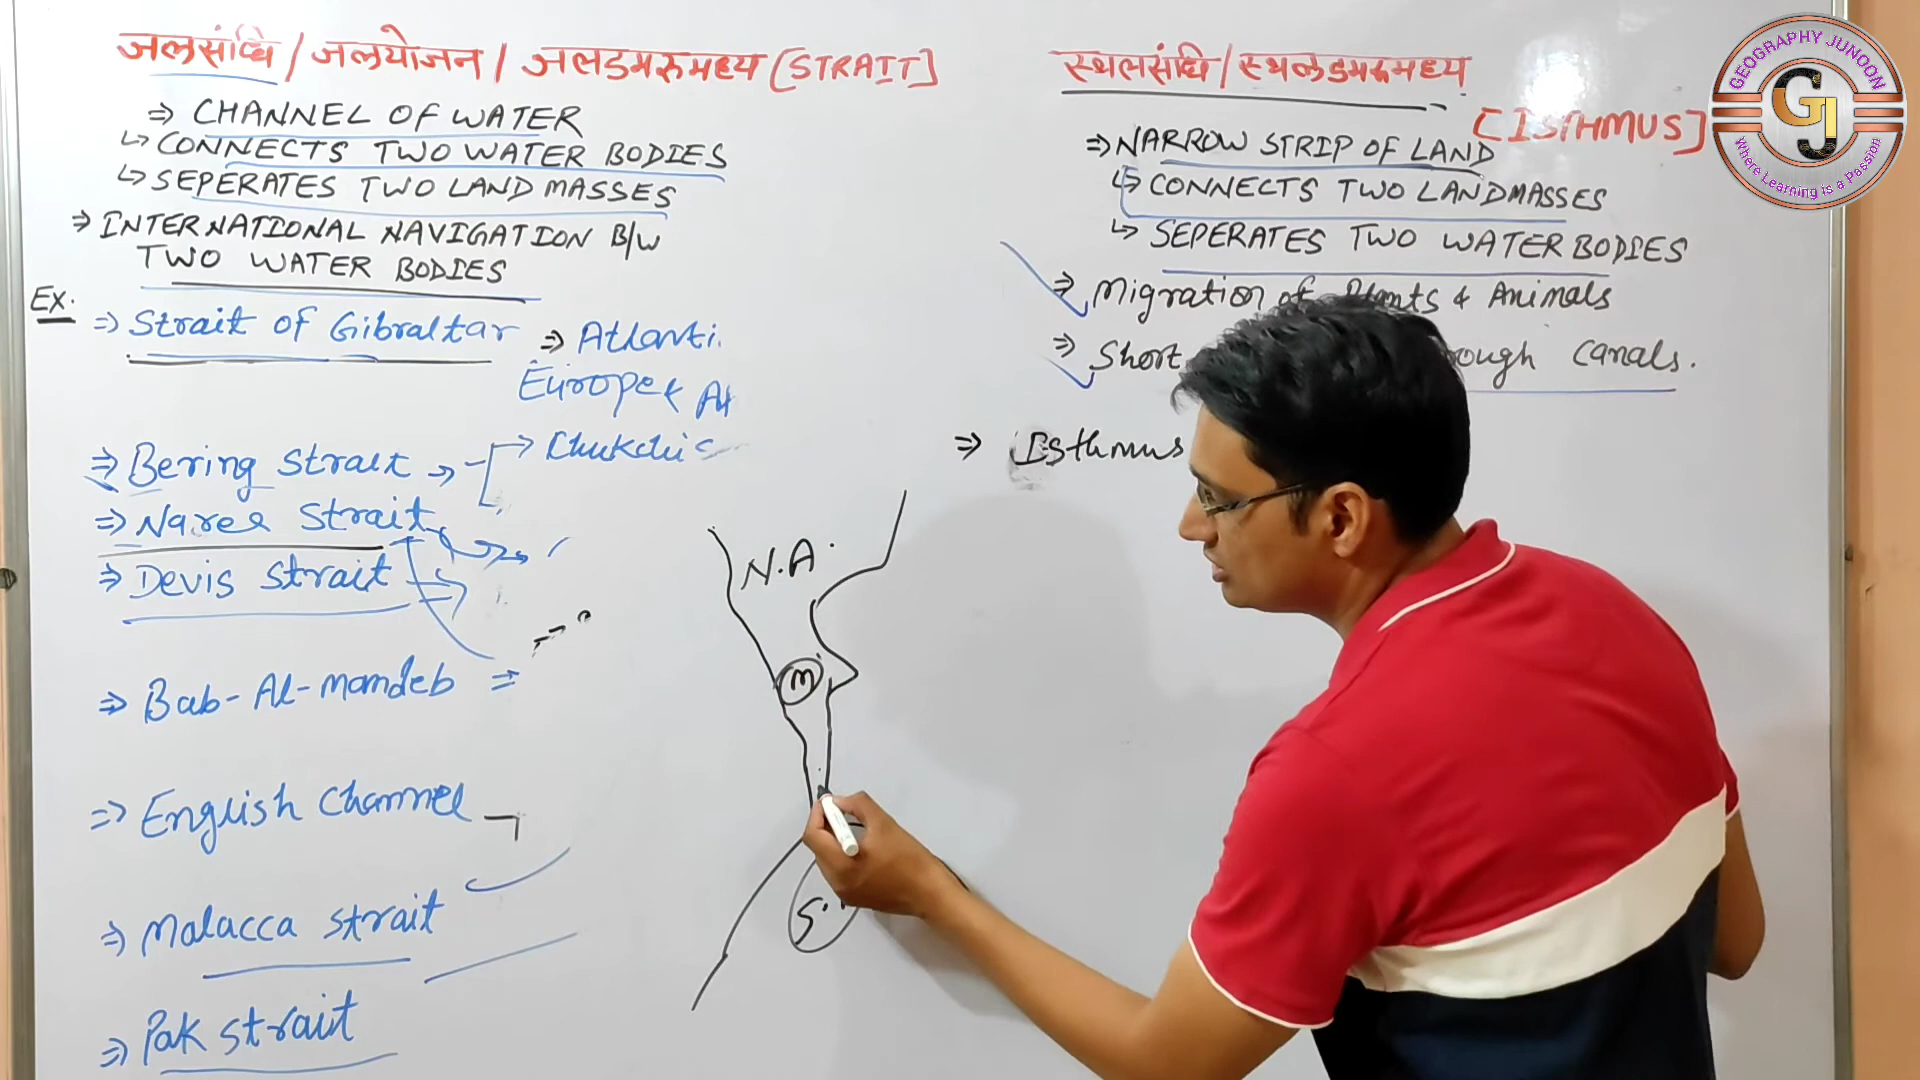 जलसंधि / जलयोजन / जलडमरुमध्य [STRAIT]
⇒ CHANNEL OF WATER
↳ CONNECTS TWO WATER BODIES
↳ SEPERATES TWO LAND MASSES
⇒ INTERNATIONAL NAVIGATION B/W
TWO WATER BODIES
Ex.
⇒ Strait of Gibraltar ⇒ Atlanti
Europe &
⇒ Bering Strait → Chukchi
⇒ Nares Strait
⇒ Devis Strait
⇒ Bab-Al-mandeb ⇒
⇒ English Channel
⇒ Malacca Strait
⇒ Pak Strait
स्थलसंधि / स्थलडमरुमध्य
[ISTHMUS]
⇒ NARROW STRIP OF LAND
↳ CONNECTS TWO LANDMASSES
↳ SEPERATES TWO WATER BODIES
⇒ Migration of Plants & Animals
⇒ Short rough Canals.
⇒ Isthmus
N.A.
M
S.
GEOGRAPHY JUNOON
GJ
Where Learning is a Passion